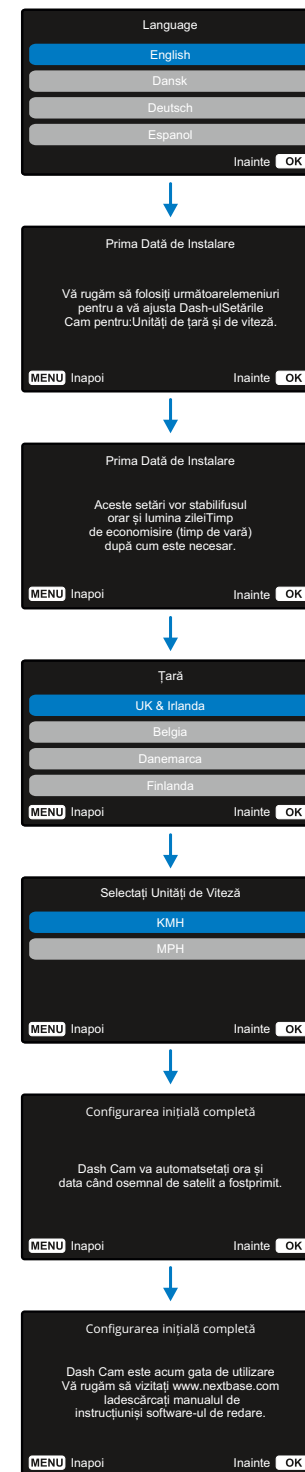 Language
English
Dansk
Deutsch
Espanol
Inainte OK
Prima Dată de Instalare
Vă rugăm să folosiți următoarelemeniuri
pentru a vă ajusta Dash-ulSetările
Cam pentru:Unități de țară și de viteză.
MENU Inapoi Inainte OK
Prima Dată de Instalare
Aceste setări vor stabilifusul
orar și lumina zileiTimp
de economisire (timp de vară)
după cum este necesar.
MENU Inapoi Inainte OK
Țară
UK & Irlanda
Belgia
Danemarca
Finlanda
MENU Inapoi Inainte OK
Selectați Unități de Viteză
KMH
MPH
MENU Inapoi Inainte OK
Configurarea inițială completă
Dash Cam va automatsetați ora și
data când osemnal de satelit a fostprimit.
MENU Inapoi Inainte OK
Configurarea inițială completă
Dash Cam este acum gata de utilizare
Vă rugăm să vizitați www.nextbase.com
ladescărcați manualul de
instrucțiuniși software-ul de redare.
MENU Inapoi Inainte OK